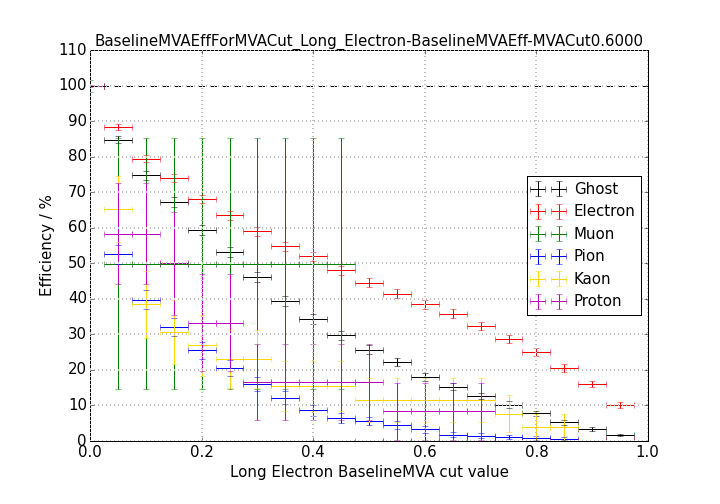 BaselineMVAEffForMVACut_Long_Electron-BaselineMVAEff-MVACut0.6000
110
100
90
80
70
60
50
40
30
20
10
0
Efficiency / %
Ghost
Electron
Muon
Pion
Kaon
Proton
0.0 0.2 0.4 0.6 0.8 1.0
Long Electron BaselineMVA cut value